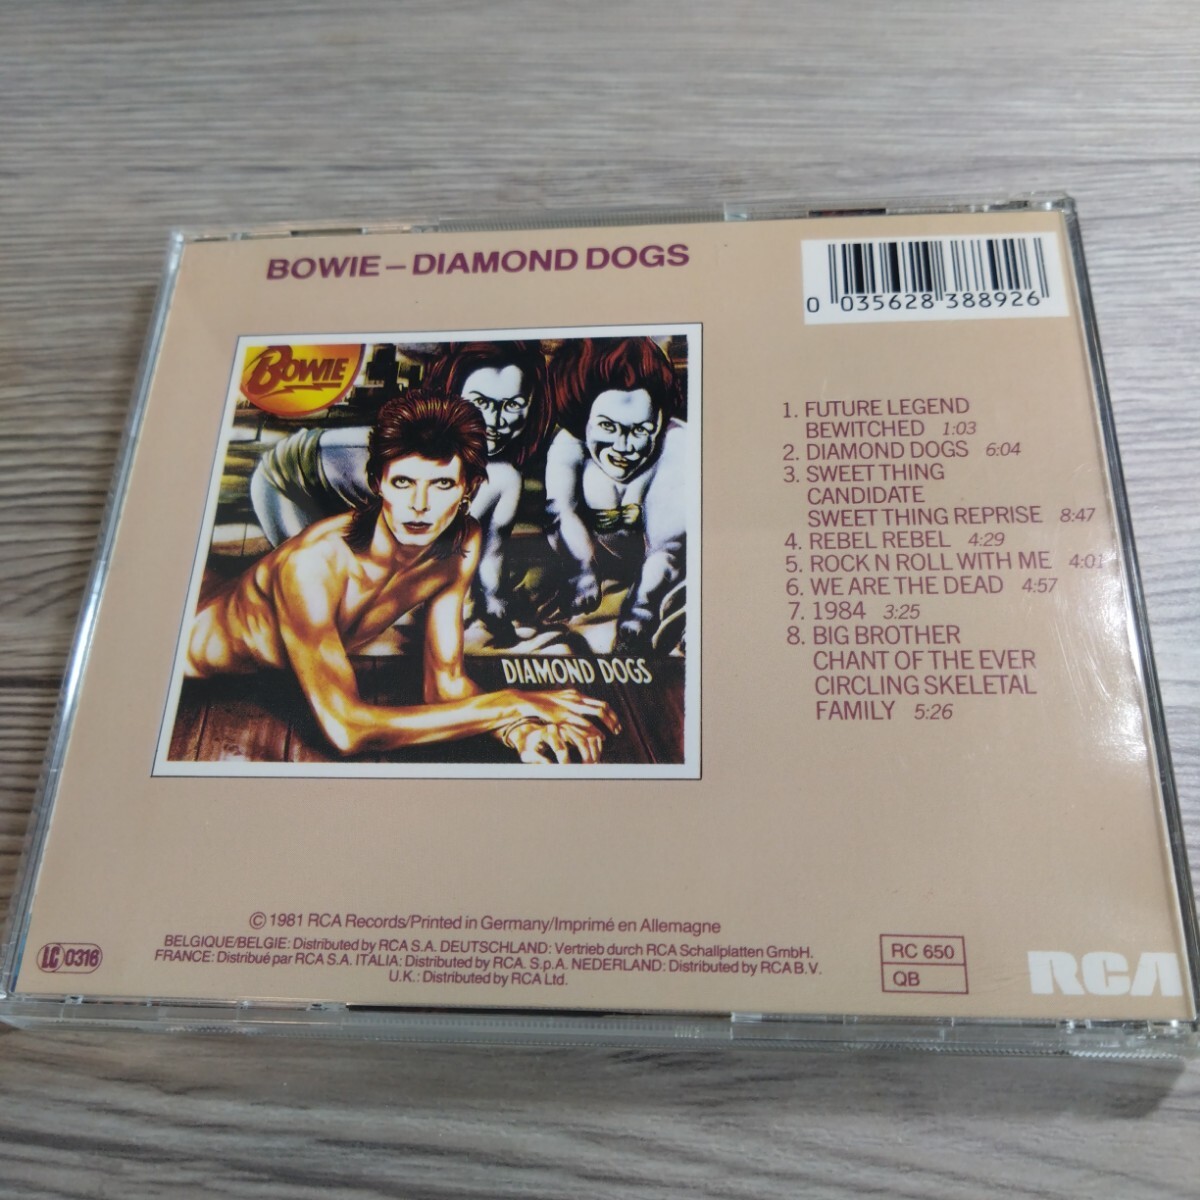 BOWIE – DIAMOND DOGS
0 035628 388926
BOWIE
DIAMOND DOGS
1. FUTURE LEGEND
BEWITCHED 1:03
2. DIAMOND DOGS 6:04
3. SWEET THING
CANDIDATE
SWEET THING REPRISE 8:47
4. REBEL REBEL 4:29
5. ROCK N ROLL WITH ME 4:01
6. WE ARE THE DEAD 4:57
7. 1984 3:25
8. BIG BROTHER
CHANT OF THE EVER
CIRCLING SKELETAL
FAMILY 5:26
© 1981 RCA Records/Printed in Germany/Imprimé en Allemagne
BELGIQUE/BELGIE: Distributed by RCA S.A. DEUTSCHLAND: Vertrieb durch RCA Schallplatten GmbH.
FRANCE: Distribué par RCA S.A. ITALIA: Distributed by RCA. S.p.A. NEDERLAND: Distributed by RCA B.V.
U.K.: Distributed by RCA Ltd.
LC 0316
RC 650
QB
RCA